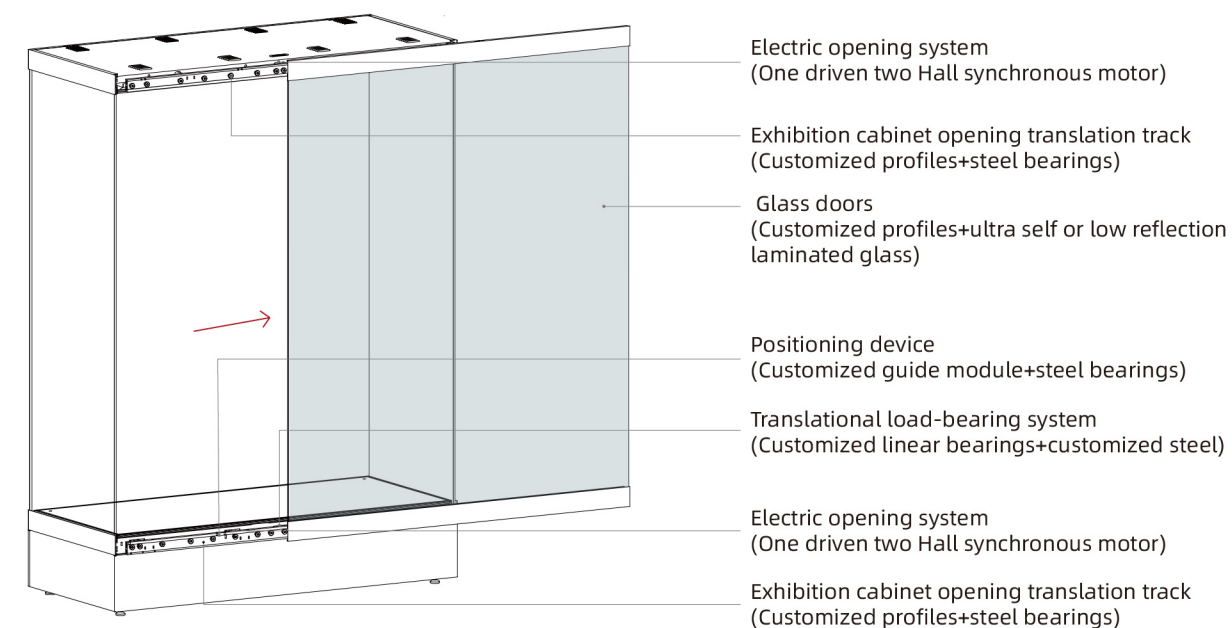 Electric opening system
(One driven two Hall synchronous motor)
Exhibition cabinet opening translation track
(Customized profiles+steel bearings)
Glass doors
(Customized profiles+ultra self or low reflection
laminated glass)
Positioning device
(Customized guide module+steel bearings)
Translational load-bearing system
(Customized linear bearings+customized steel)
Electric opening system
(One driven two Hall synchronous motor)
Exhibition cabinet opening translation track
(Customized profiles+steel bearings)